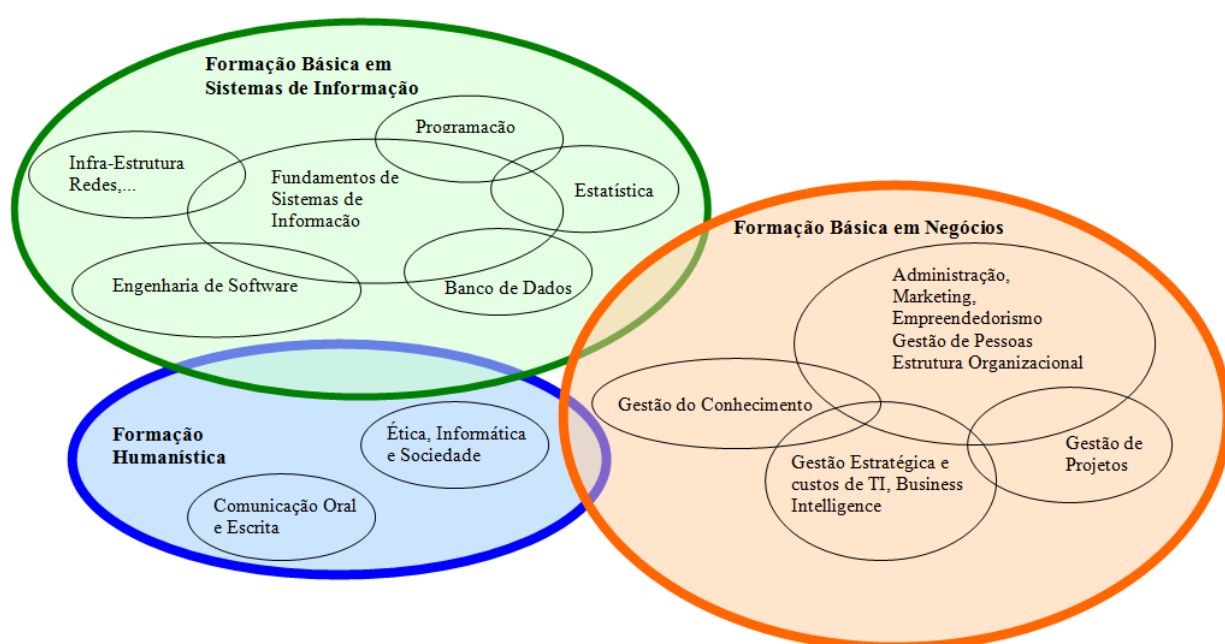 Formação Básica em
Sistemas de Informação
Programação
Infra-Estrutura
Redes,...
Fundamentos de
Sistemas de
Informação
Estatística
Engenharia de Software
Banco de Dados
Formação Básica em Negócios
Administração,
Marketing,
Empreendedorismo
Gestão de Pessoas
Estrutura Organizacional
Gestão do Conhecimento
Gestão de
Projetos
Gestão Estratégica e
custos de TI, Business
Intelligence
Formação
Humanística
Ética, Informática
e Sociedade
Comunicação Oral
e Escrita